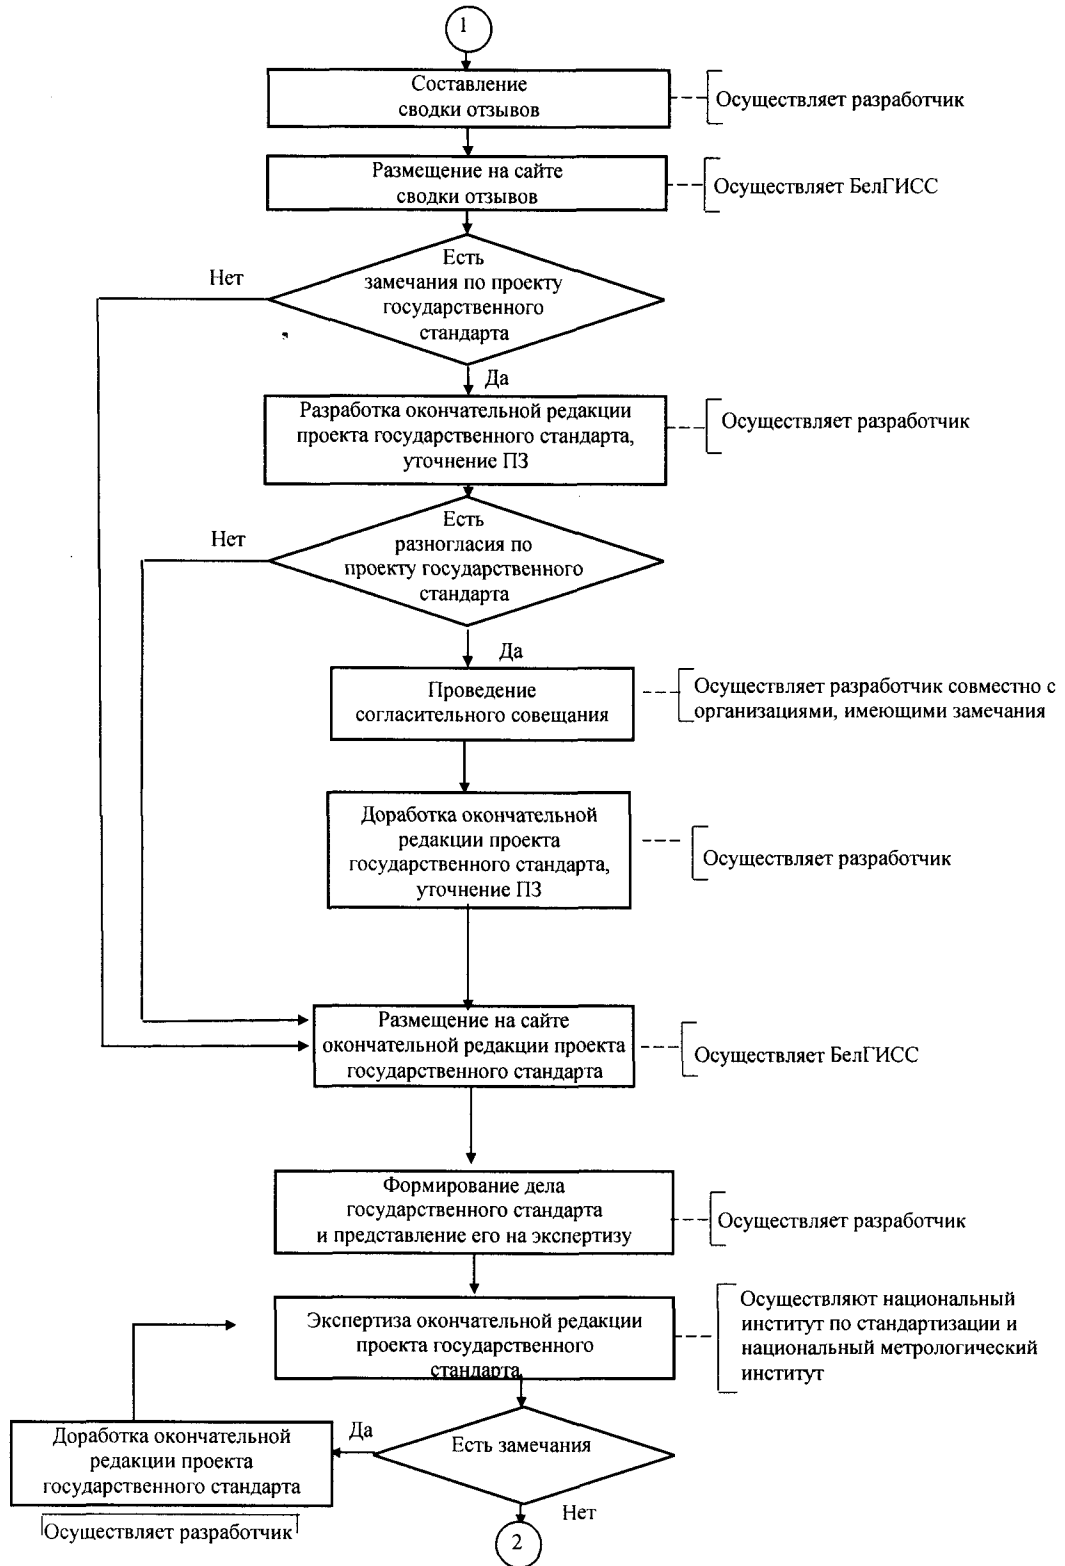 1
Составление
сводки отзывов
Осуществляет разработчик
Размещение на сайте
сводки отзывов
Осуществляет БелГИСС
Есть
замечания по проекту
государственного
стандарта
Нет
Да
Разработка окончательной редакции
проекта государственного стандарта,
уточнение ПЗ
Осуществляет разработчик
Есть
разногласия по
проекту государственного
стандарта
Нет
Да
Проведение
согласительного совещания
Осуществляет разработчик совместно с
организациями, имеющими замечания
Доработка окончательной
редакции проекта
государственного стандарта,
уточнение ПЗ
Осуществляет разработчик
Размещение на сайте
окончательной редакции проекта
государственного стандарта
Осуществляет БелГИСС
Формирование дела
государственного стандарта
и представление его на экспертизу
Осуществляет разработчик
Экспертиза окончательной редакции
проекта государственного
стандарта
Осуществляют национальный
институт по стандартизации и
национальный метрологический
институт
Есть замечания
Да
Доработка окончательной
редакции проекта
государственного стандарта
Осуществляет разработчик
Нет
2